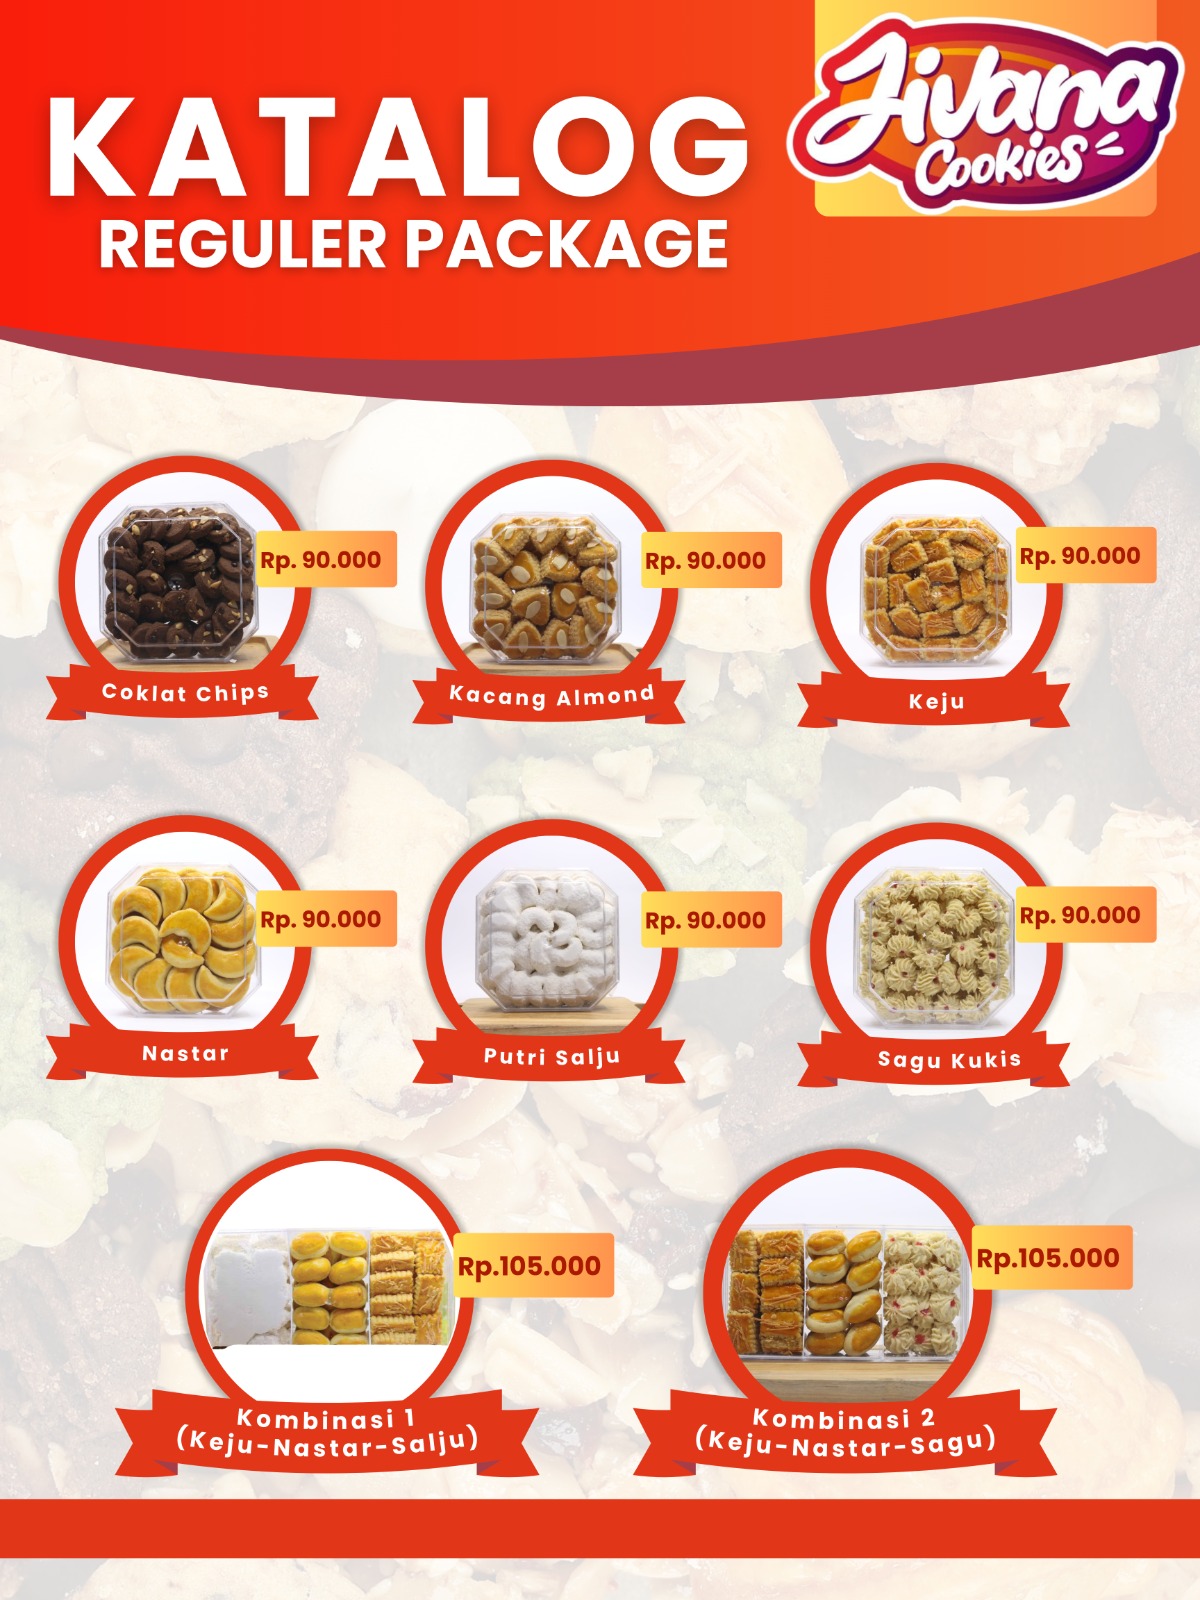 KATALOG
REGULER PACKAGE
Jivana
Cookies
Rp. 90.000
Coklat Chips
Rp. 90.000
Kacang Almond
Rp. 90.000
Keju
Rp. 90.000
Nastar
Rp. 90.000
Putri Salju
Rp. 90.000
Sagu Kukis
Rp.105.000
Kombinasi 1
(Keju-Nastar-Salju)
Rp.105.000
Kombinasi 2
(Keju-Nastar-Sagu)